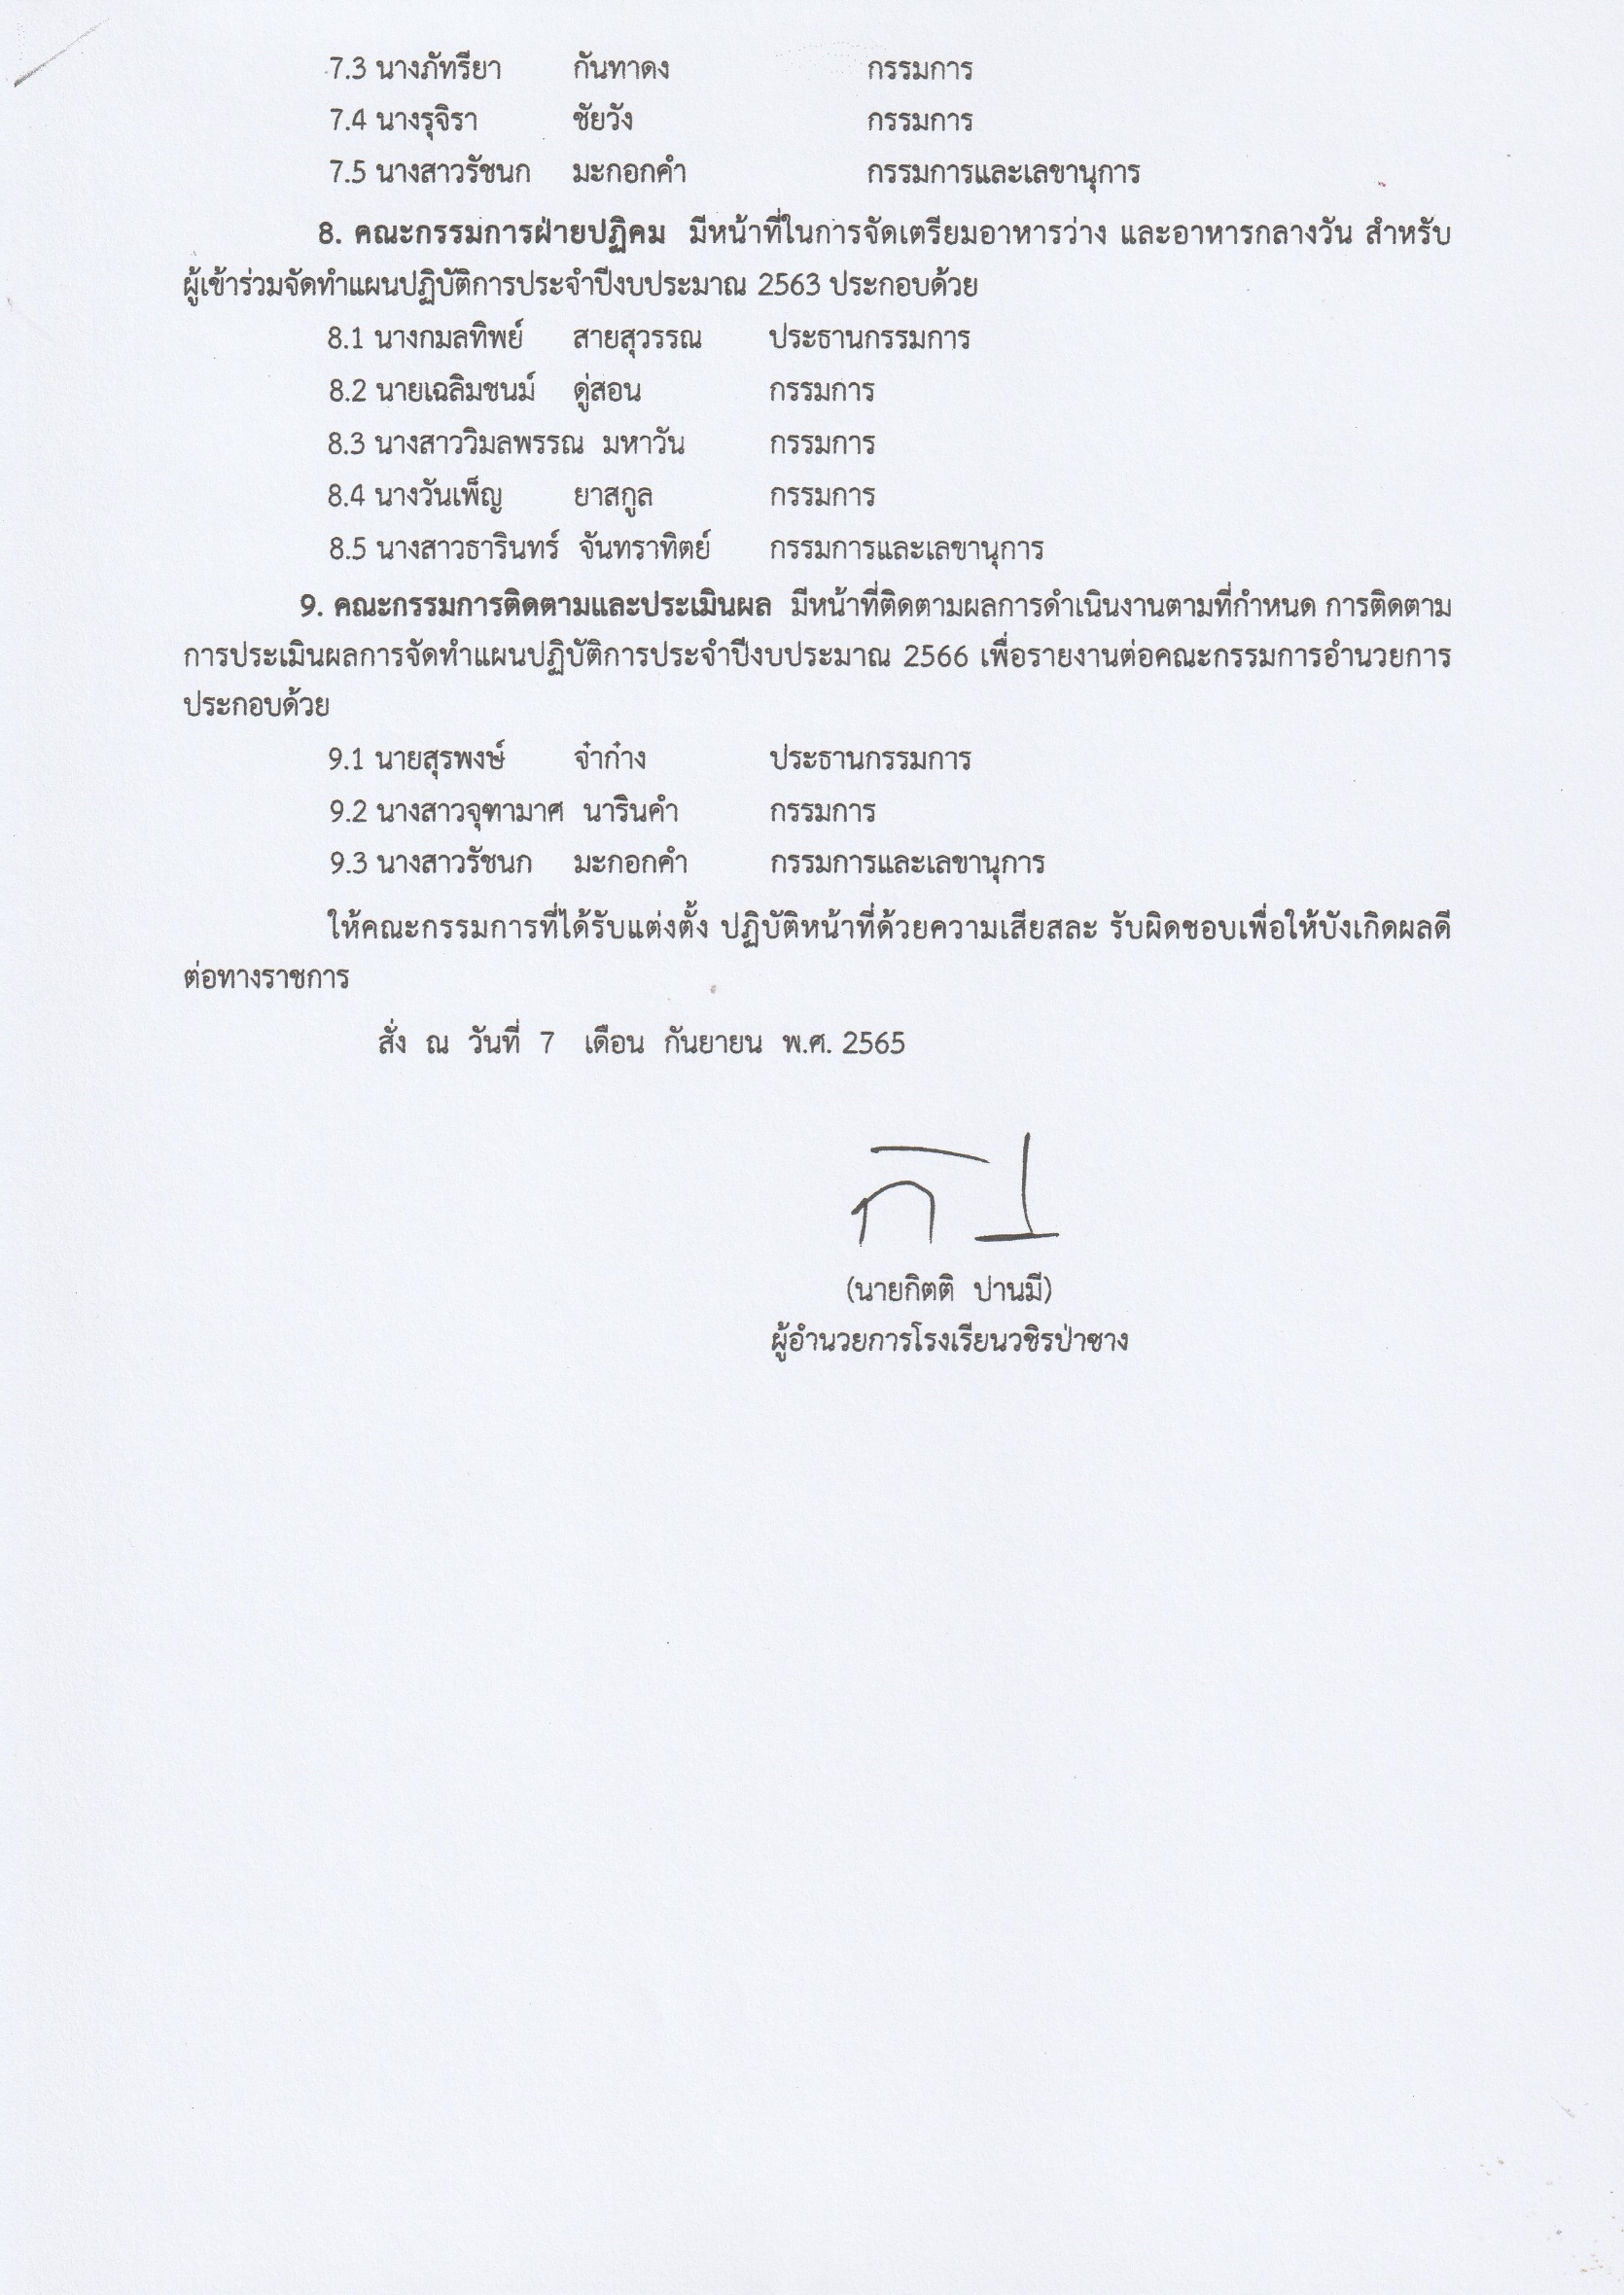 7.3 นางภัทรียา กันทาดง กรรมการ
7.4 นางรุจิรา ชัยวัง กรรมการ
7.5 นางสาวรัชนก มะกอกคำ กรรมการและเลขานุการ
8. คณะกรรมการฝ่ายปฏิคม มีหน้าที่ในการจัดเตรียมอาหารว่าง และอาหารกลางวัน สำหรับ
ผู้เข้าร่วมจัดทำแผนปฏิบัติการประจำปีงบประมาณ 2563 ประกอบด้วย
8.1 นางกมลทิพย์ สายสุวรรณ ประธานกรรมการ
8.2 นายเฉลิมชนม์ ดู่สอน กรรมการ
8.3 นางสาววิมลพรรณ มหาวัน กรรมการ
8.4 นางวันเพ็ญ ยาสกูล กรรมการ
8.5 นางสาวธารินทร์ จันทราทิตย์ กรรมการและเลขานุการ
9. คณะกรรมการติดตามและประเมินผล มีหน้าที่ติดตามผลการดำเนินงานตามที่กำหนด การติดตาม
การประเมินผลการจัดทำแผนปฏิบัติการประจำปีงบประมาณ 2566 เพื่อรายงานต่อคณะกรรมการอำนวยการ
ประกอบด้วย
9.1 นายสุรพงษ์ จ๋าก๋าง ประธานกรรมการ
9.2 นางสาวจุฑามาศ นารินคำ กรรมการ
9.3 นางสาวรัชนก มะกอกคำ กรรมการและเลขานุการ
ให้คณะกรรมการที่ได้รับแต่งตั้ง ปฏิบัติหน้าที่ด้วยความเสียสละ รับผิดชอบเพื่อให้บังเกิดผลดี
ต่อทางราชการ
สั่ง ณ วันที่ 7 เดือน กันยายน พ.ศ. 2565
(นายกิตติ ปานมี)
ผู้อำนวยการโรงเรียนวชิรป่าซาง